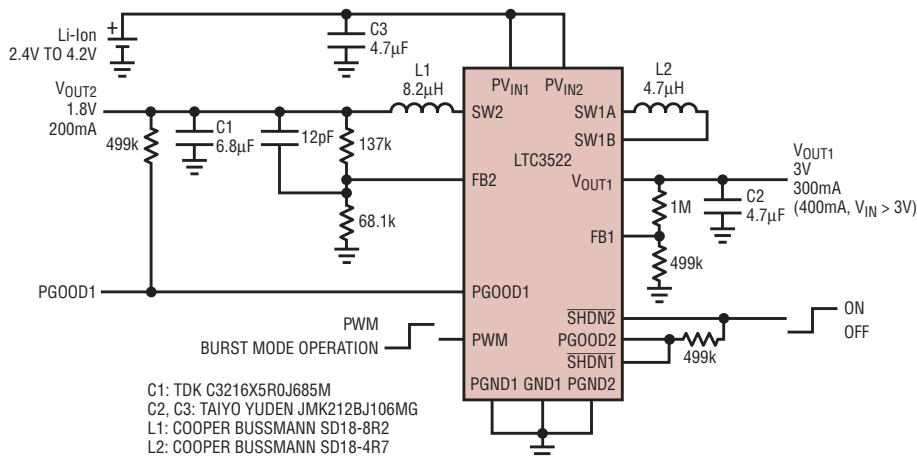 Li-Ion
2.4V TO 4.2V
+
C3
4.7µF
VOUT2
1.8V
200mA
L1
8.2µH
PVIN1 PVIN2
L2
4.7µH
SW2
SW1A
SW1B
499k
C1
6.8µF
12pF
137k
LTC3522
FB2
VOUT1
VOUT1
3V
300mA
(400mA, VIN > 3V)
1M
C2
4.7µF
68.1k
FB1
499k
PGOOD1
PGOOD1
SHDN2
ON
OFF
PWM
BURST MODE OPERATION
PWM
PGOOD2
499k
SHDN1
PGND1 GND1 PGND2
C1: TDK C3216X5R0J685M
C2, C3: TAIYO YUDEN JMK212BJ106MG
L1: COOPER BUSSMANN SD18-8R2
L2: COOPER BUSSMANN SD18-4R7